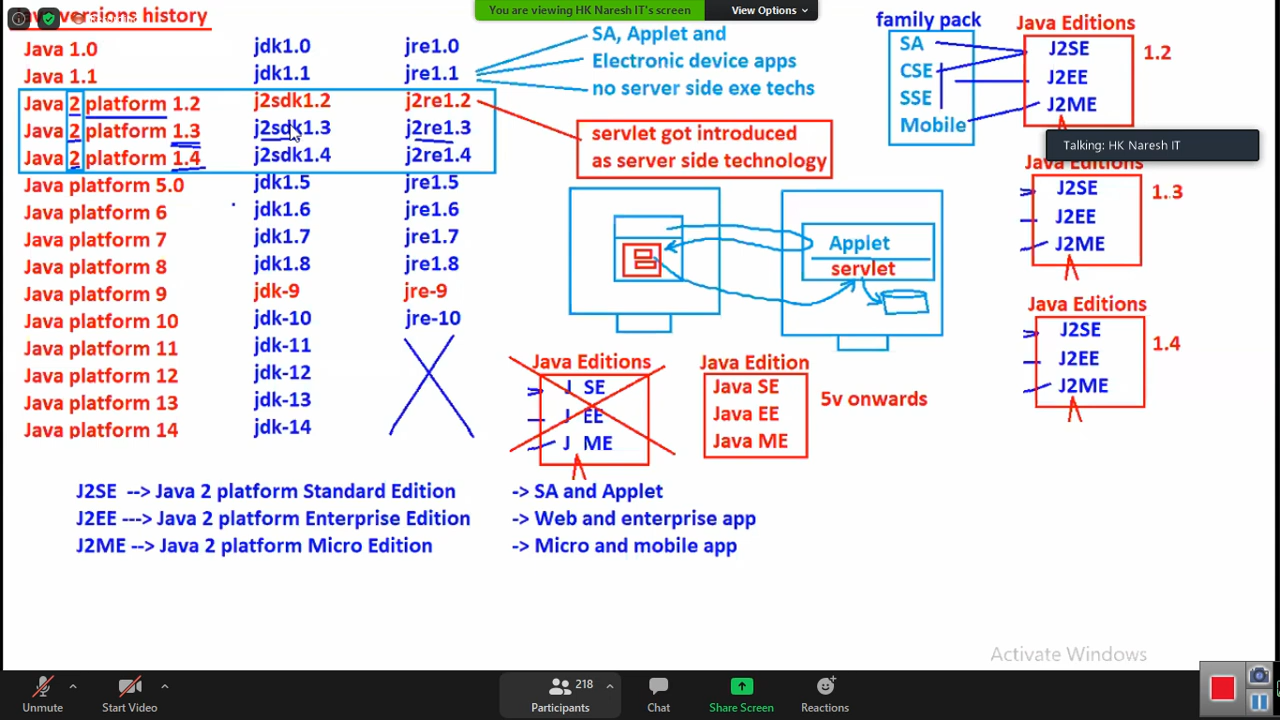 versions history
You are viewing HK Naresh IT's screen
View Options
Java 1.0 jdk1.0 jre1.0
Java 1.1 jdk1.1 jre1.1
Java 2 platform 1.2 j2sdk1.2 j2re1.2
Java 2 platform 1.3 j2sdk1.3 j2re1.3
Java 2 platform 1.4 j2sdk1.4 j2re1.4
Java platform 5.0 jdk1.5 jre1.5
Java platform 6 jdk1.6 jre1.6
Java platform 7 jdk1.7 jre1.7
Java platform 8 jdk1.8 jre1.8
Java platform 9 jdk-9 jre-9
Java platform 10 jdk-10 jre-10
Java platform 11 jdk-11
Java platform 12 jdk-12
Java platform 13 jdk-13
Java platform 14 jdk-14
SA, Applet and
Electronic device apps
no server side exe techs
servlet got introduced
as server side technology
family pack
SA
CSE
SSE
Mobile
Java Editions
J2SE
J2EE
J2ME
1.2
Talking: HK Naresh IT
Java Editions
J2SE
J2EE
J2ME
1.3
Java Editions
J2SE
J2EE
J2ME
1.4
Applet
servlet
Java Editions
J SE
J EE
J ME
Java Edition
Java SE
Java EE
Java ME
5v onwards
J2SE --> Java 2 platform Standard Edition -> SA and Applet
J2EE ---> Java 2 platform Enterprise Edition -> Web and enterprise app
J2ME --> Java 2 platform Micro Edition -> Micro and mobile app
Activate Windows
Unmute
Start Video
218
Participants
Chat
Share Screen
Reactions